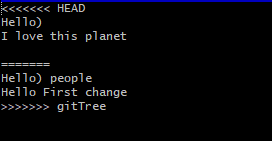 <<<<<<< HEAD
Hello)
I love this planet

=======
Hello) people
Hello First change
>>>>>>> gitTree